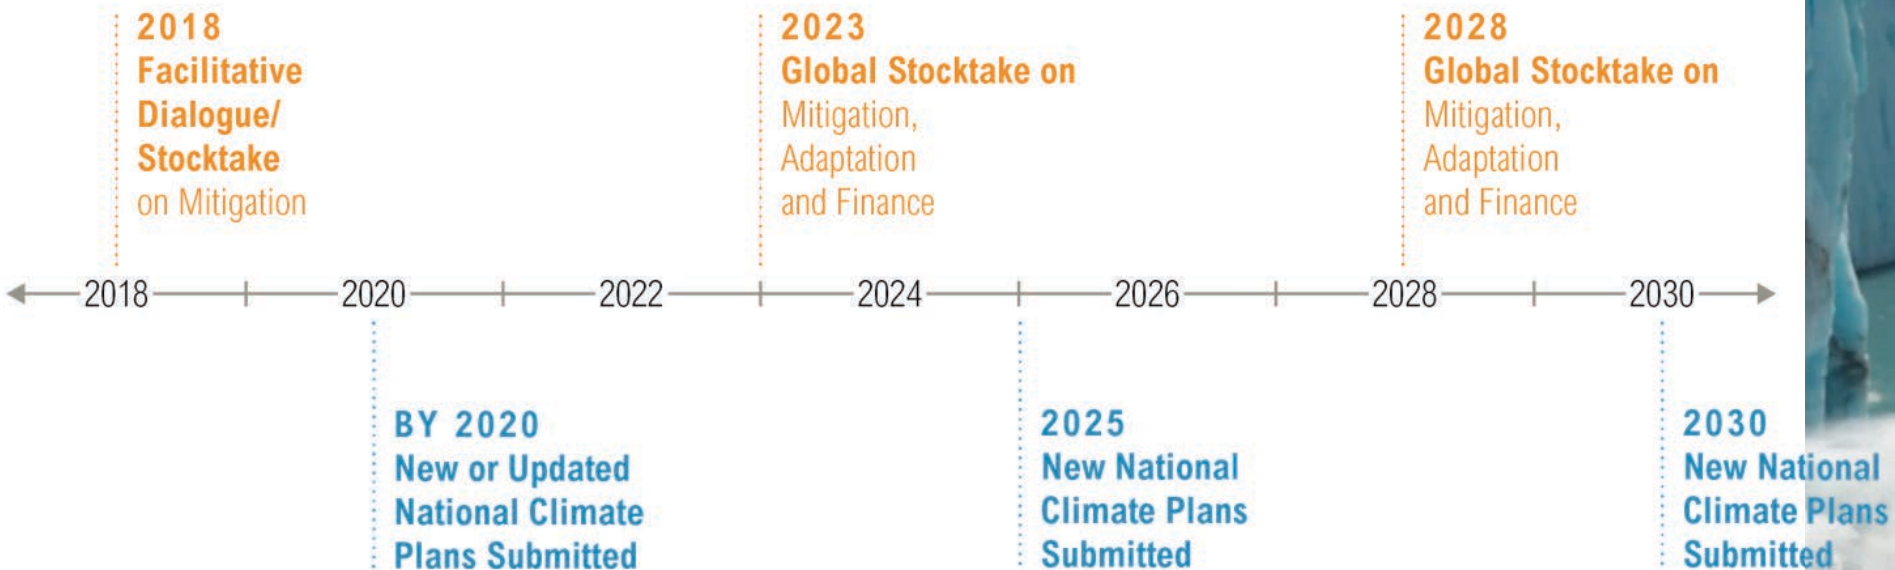 2018
Facilitative
Dialogue/
Stocktake
on Mitigation
2023
Global Stocktake on
Mitigation,
Adaptation
and Finance
2028
Global Stocktake on
Mitigation,
Adaptation
and Finance
2018 2020 2022 2024 2026 2028 2030
BY 2020
New or Updated
National Climate
Plans Submitted
2025
New National
Climate Plans
Submitted
2030
New National
Climate Plans
Submitted